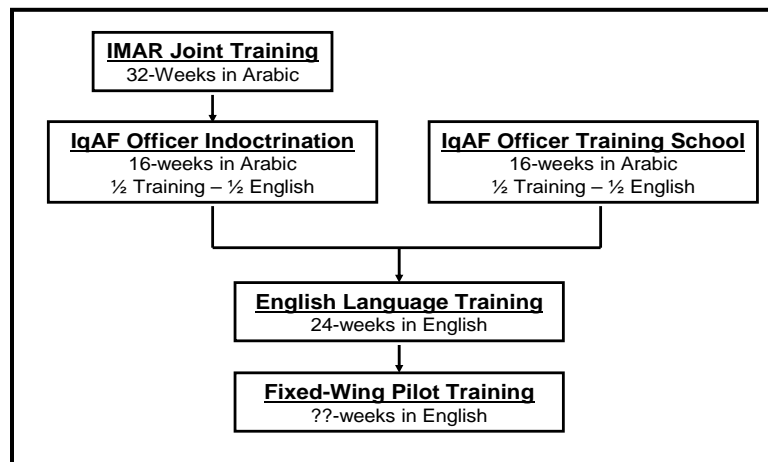 IMAR Joint Training
32-Weeks in Arabic
IqAF Officer Indoctrination
16-weeks in Arabic
½ Training – ½ English
IqAF Officer Training School
16-weeks in Arabic
½ Training – ½ English
English Language Training
24-weeks in English
Fixed-Wing Pilot Training
??-weeks in English